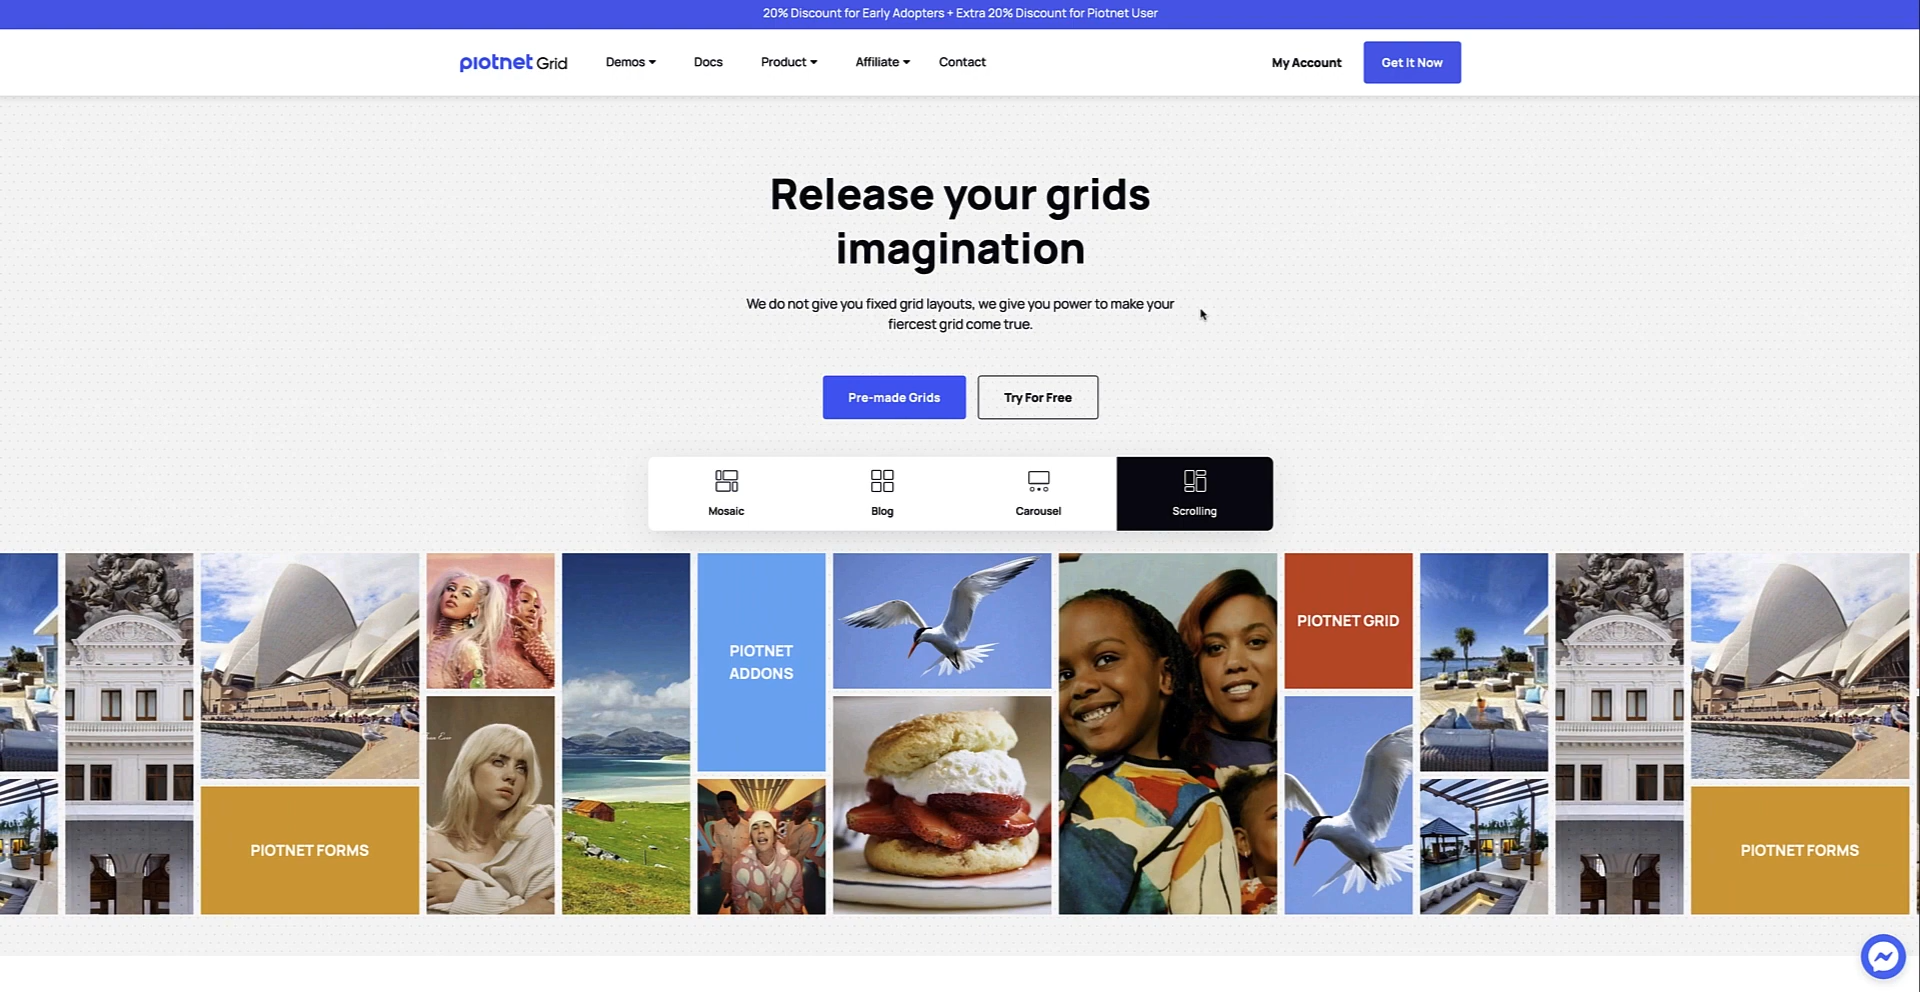 20% Discount for Early Adopters + Extra 20% Discount for Piotnet User
piotnet Grid
Demos
Docs
Product
Affiliate
Contact
My Account
Get It Now
Release your grids
imagination
We do not give you fixed grid layouts, we give you power to make your
fiercest grid come true.
Pre-made Grids
Try For Free
Mosaic
Blog
Carousel
Scrolling
PIOTNET
ADDONS
PIOTNET GRID
PIOTNET FORMS
PIOTNET FORMS